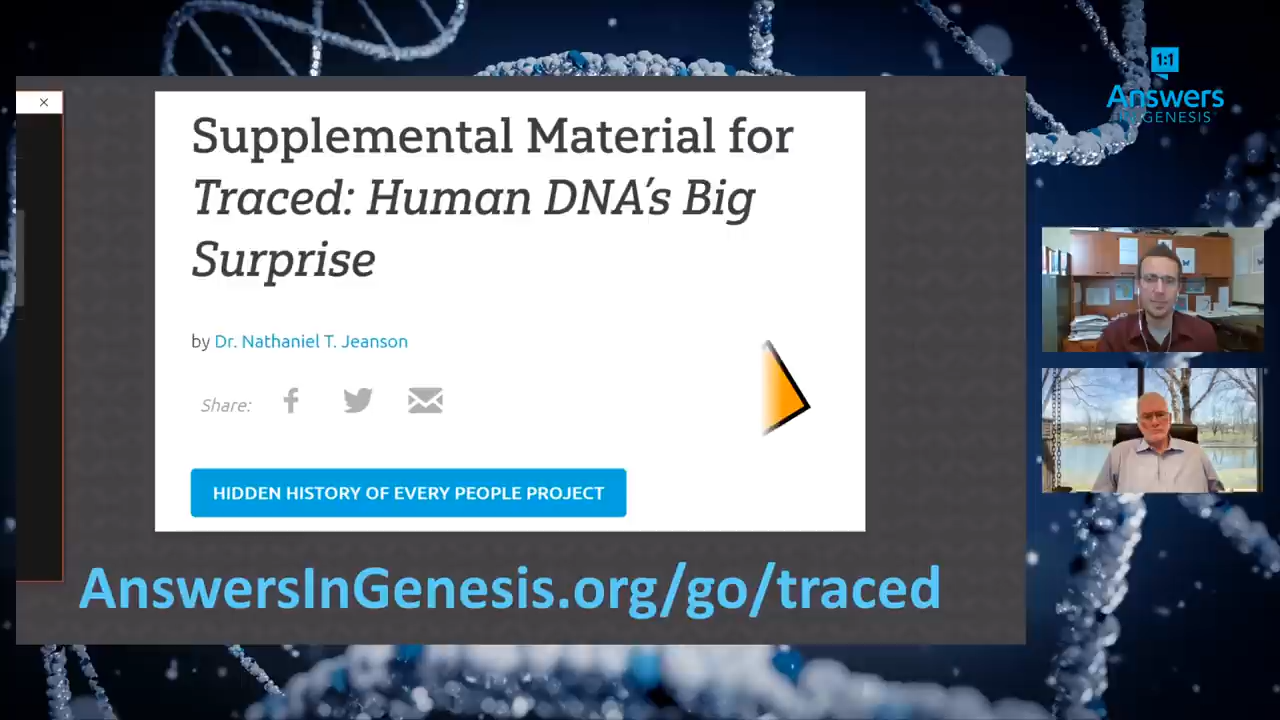 1:1
Answers
IN GENESIS
×
Supplemental Material for
Traced: Human DNA’s Big
Surprise
by Dr. Nathaniel T. Jeanson
Share:
HIDDEN HISTORY OF EVERY PEOPLE PROJECT
AnswersInGenesis.org/go/traced